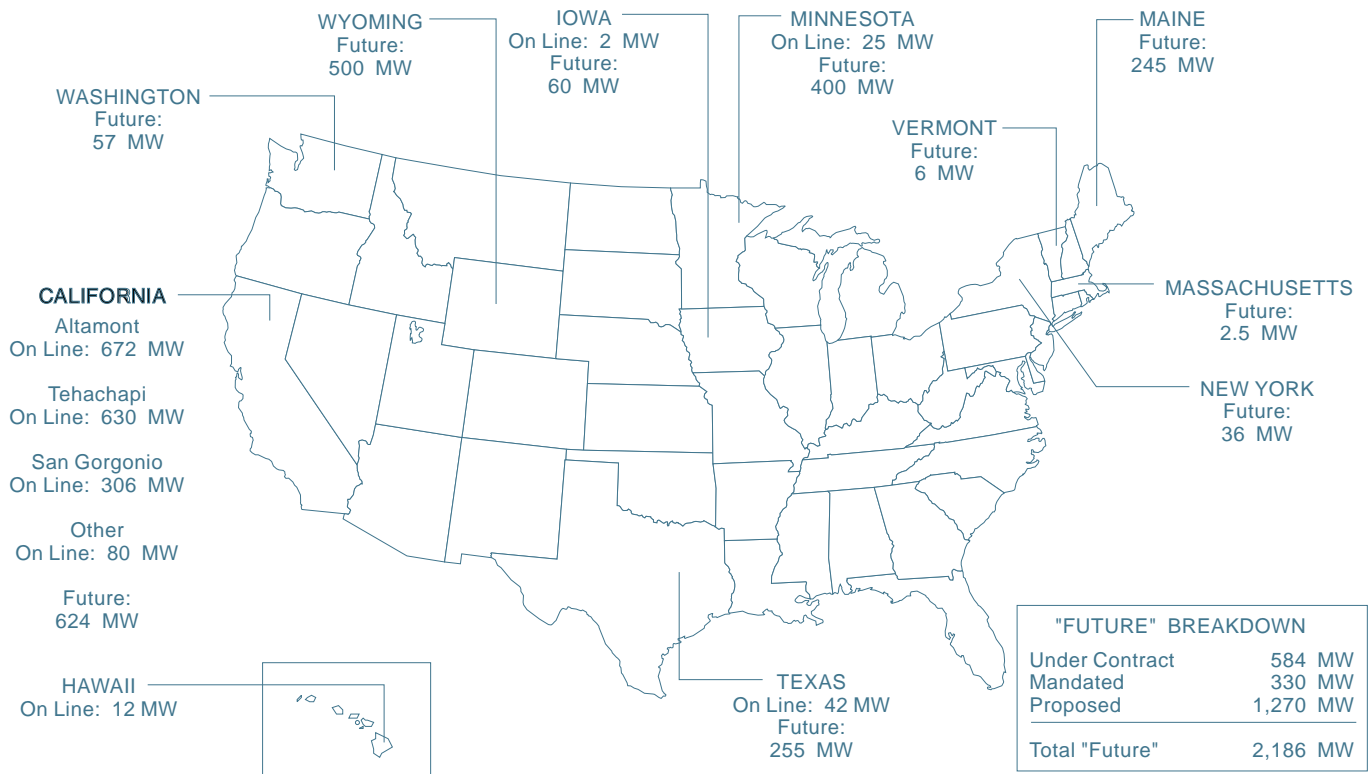 WYOMING
Future:
500 MW
IOWA
On Line: 2 MW
Future:
60 MW
MINNESOTA
On Line: 25 MW
Future:
400 MW
MAINE
Future:
245 MW
WASHINGTON
Future:
57 MW
VERMONT
Future:
6 MW
CALIFORNIA
Altamont
On Line: 672 MW
Tehachapi
On Line: 630 MW
San Gorgonio
On Line: 306 MW
Other
On Line: 80 MW
Future:
624 MW
MASSACHUSETTS
Future:
2.5 MW
NEW YORK
Future:
36 MW
HAWAII
On Line: 12 MW
TEXAS
On Line: 42 MW
Future:
255 MW
"FUTURE" BREAKDOWN
Under Contract 584 MW
Mandated 330 MW
Proposed 1,270 MW
Total "Future" 2,186 MW